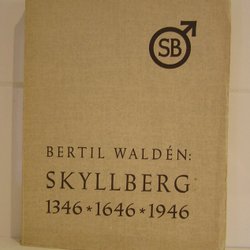 SB
BERTIL WALDÉN:
SKYLLBERG
1346 * 1646 * 1946